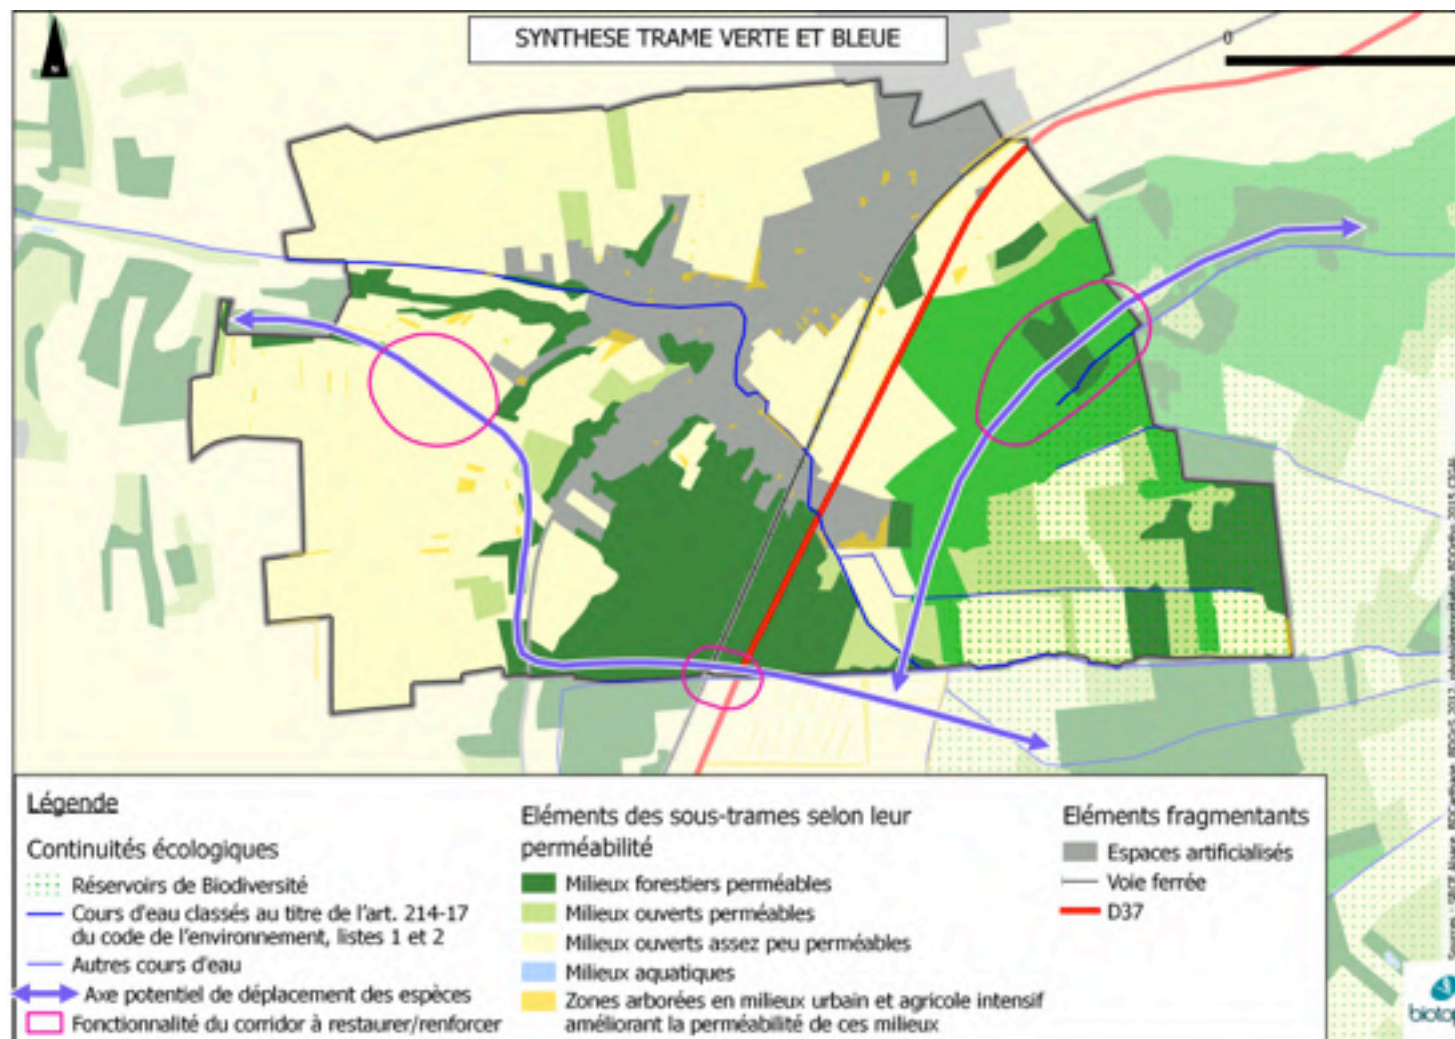 SYNTHESE TRAME VERTE ET BLEUE
0
N
Légende
Continuités écologiques
Réservoirs de Biodiversité
Cours d'eau classés au titre de l'art. 214-17
du code de l'environnement, listes 1 et 2
Autres cours d'eau
Axe potentiel de déplacement des espèces
Fonctionnalité du corridor à restaurer/renforcer
Eléments des sous-trames selon leur
perméabilité
Milieux forestiers perméables
Milieux ouverts perméables
Milieux ouverts assez peu perméables
Milieux aquatiques
Zones arborées en milieux urbain et agricole intensif
améliorant la perméabilité de ces milieux
Eléments fragmentants
Espaces artificialisés
Voie ferrée
D37